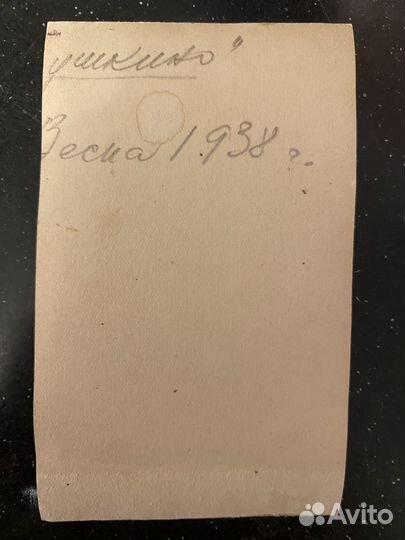 ушкино"
Весна 1938 г.
Avito